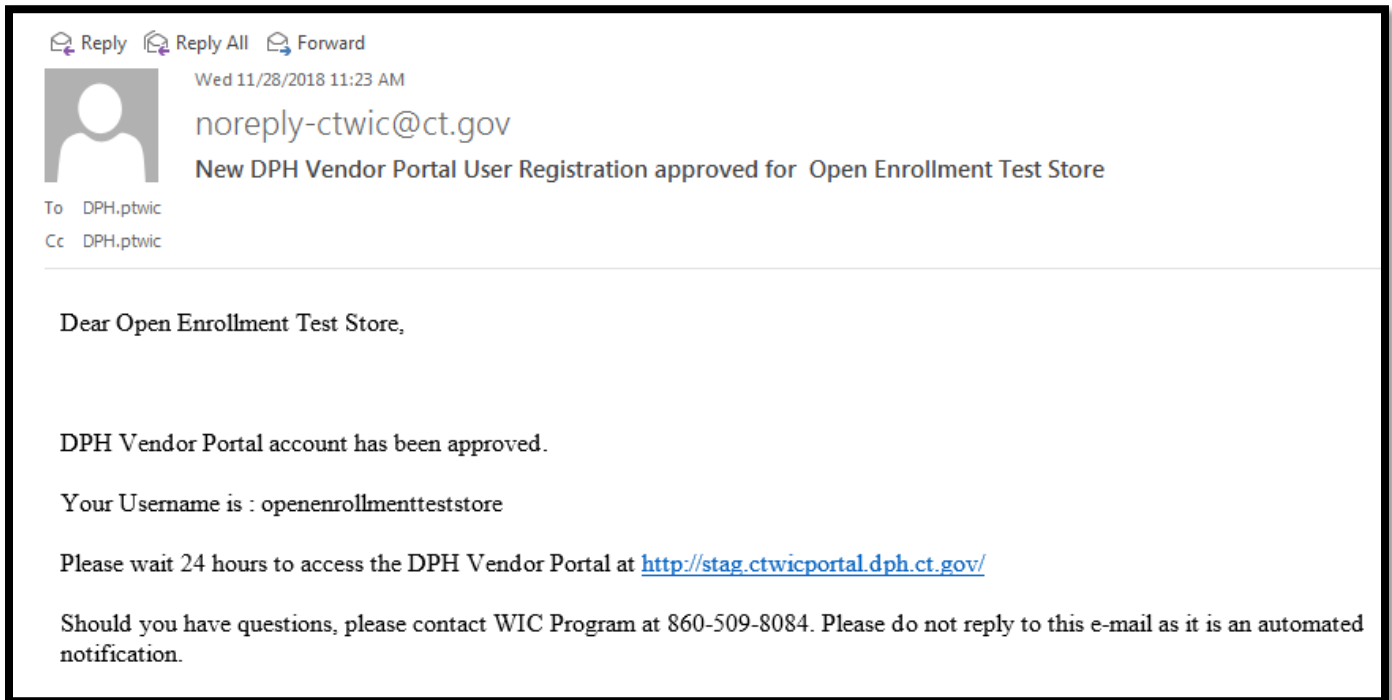 Reply Reply All Forward
Wed 11/28/2018 11:23 AM
noreply-ctwic@ct.gov
New DPH Vendor Portal User Registration approved for Open Enrollment Test Store
To DPH.ptwic
Cc DPH.ptwic
Dear Open Enrollment Test Store,
DPH Vendor Portal account has been approved.
Your Username is : openenrollmentteststore
Please wait 24 hours to access the DPH Vendor Portal at http://stag.ctwicportal.dph.ct.gov/
Should you have questions, please contact WIC Program at 860-509-8084. Please do not reply to this e-mail as it is an automated
notification.